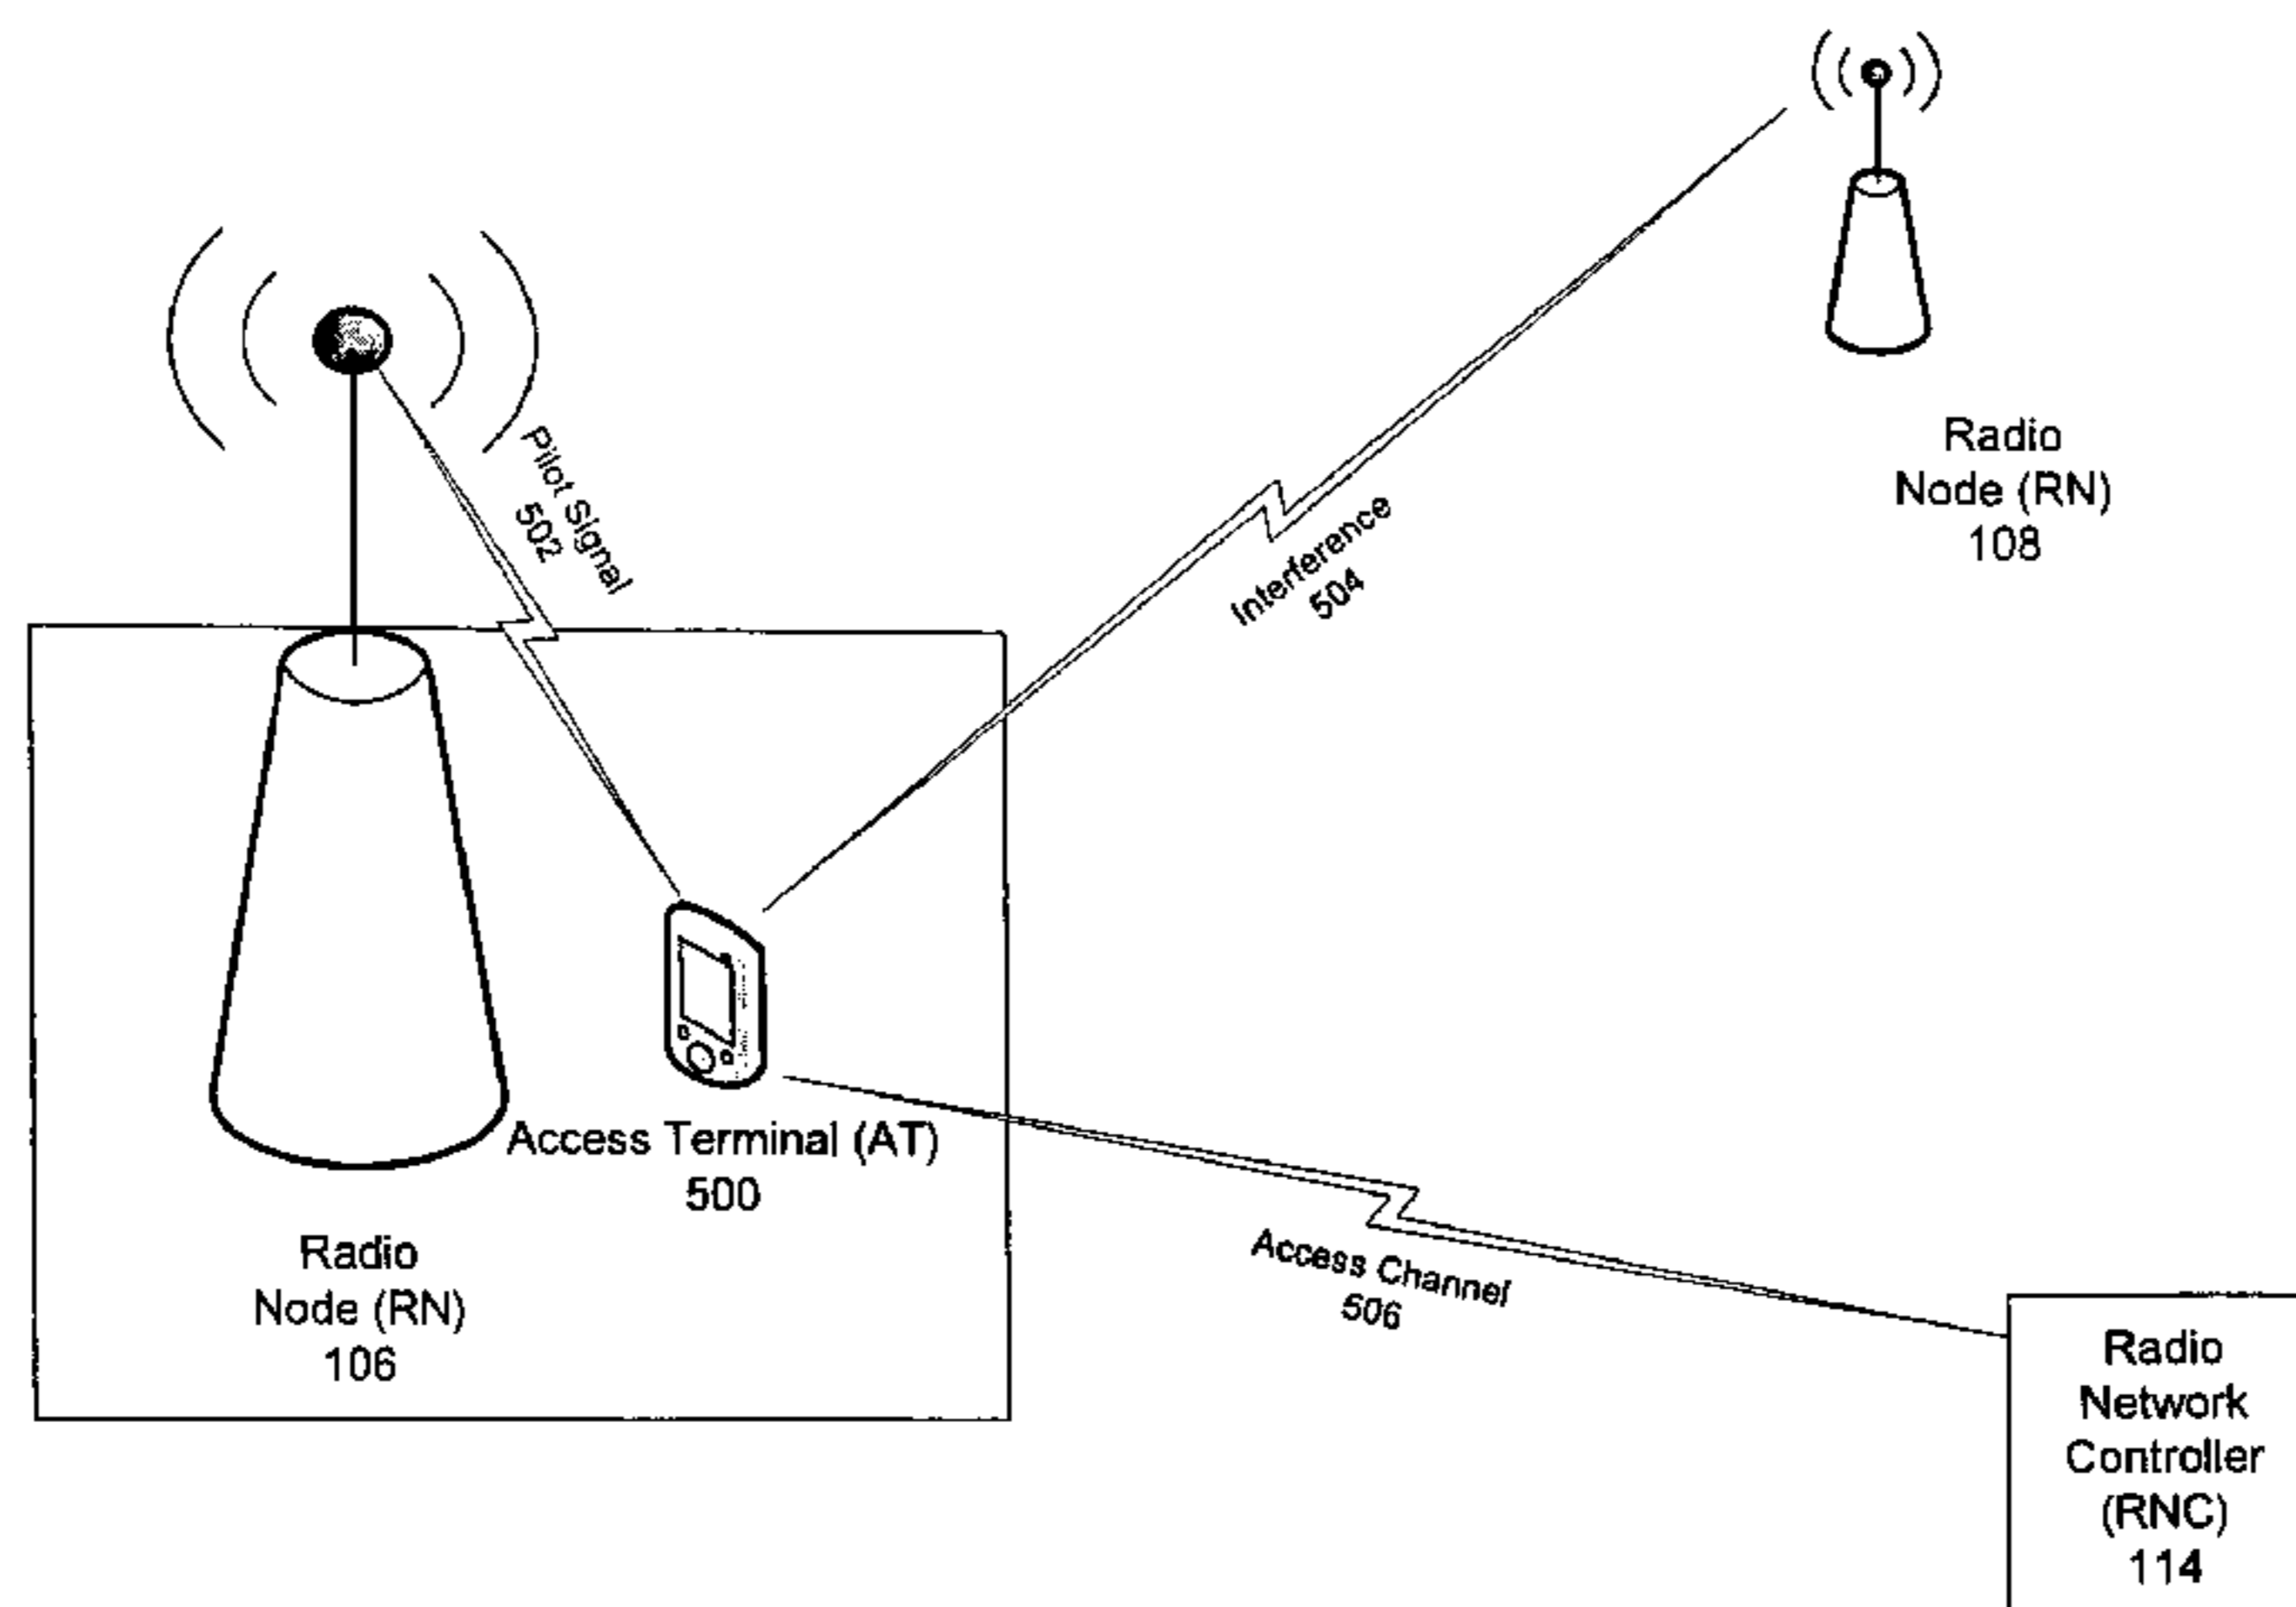 Pilot Signal
502
Interference
504
Radio
Node (RN)
108
Access Terminal (AT)
500
Radio
Node (RN)
106
Access Channel
506
Radio
Network
Controller
(RNC)
114